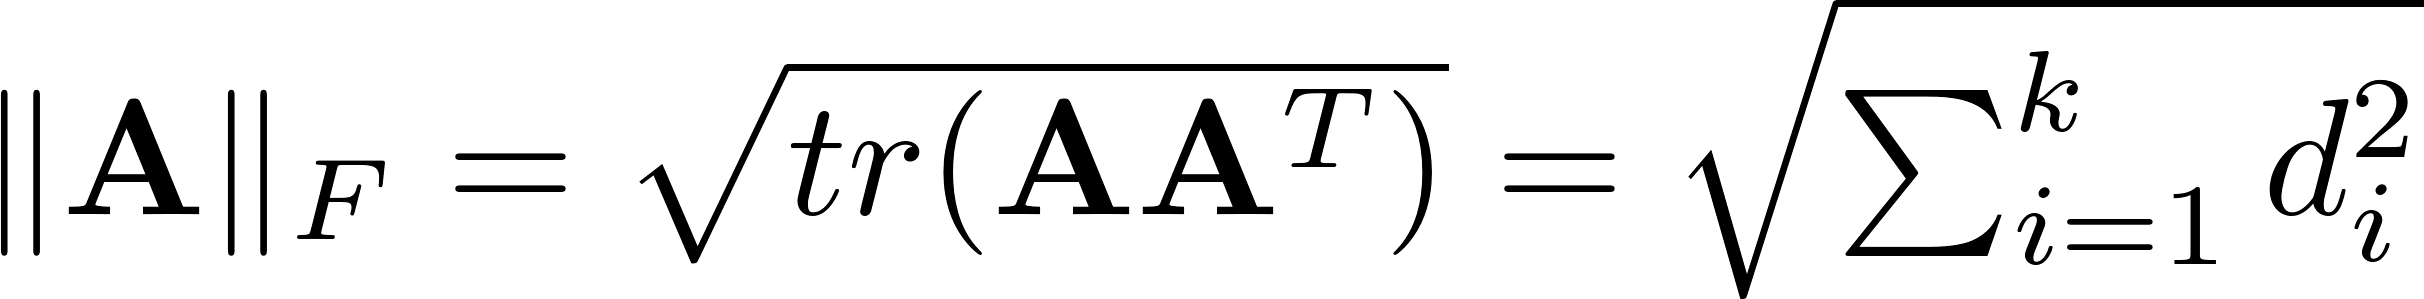 ‖A‖_F = √(tr(AA^T)) = √(∑_{i=1}^{k} d_i^2)